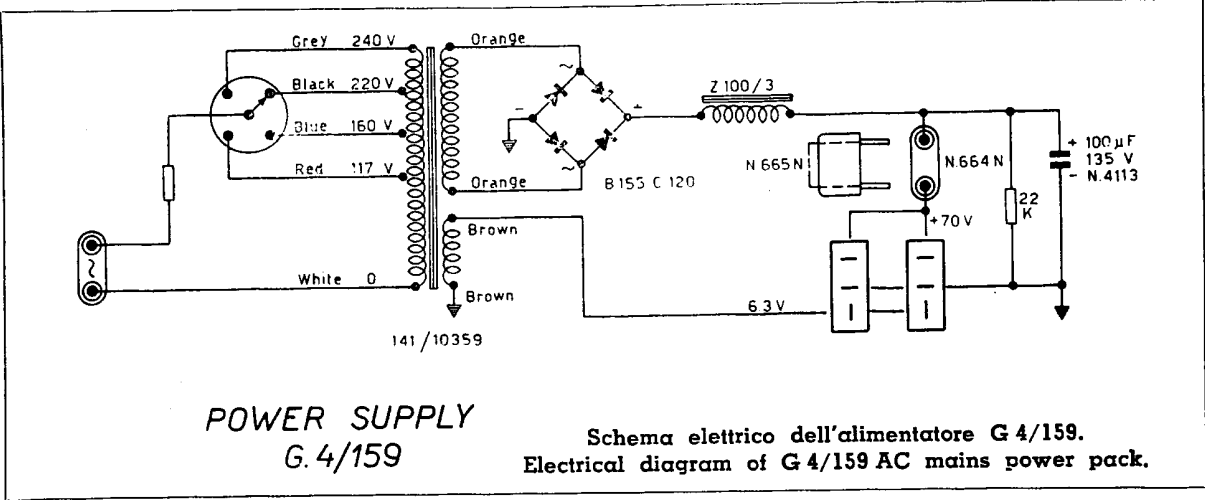 Grey 240 V
Orange
Black 220 V
Z 100/3
Blue 160 V
+ 100 µF
135 V
- N.4113
N.665 N
N.664 N
Red 117 V
Orange
B 155 C 120
22
K
+70 V
Brown
White 0
Brown
6.3 V
141/10359
POWER SUPPLY
G.4/159
Schema elettrico dell'alimentatore G 4/159.
Electrical diagram of G 4/159 AC mains power pack.